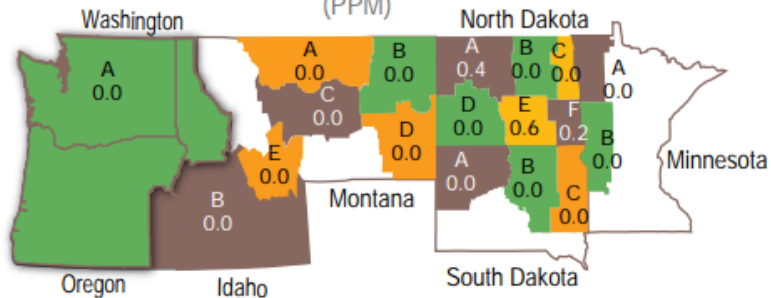 (PPM)
Washington
North Dakota
A
0.0
A
0.0
B
0.0
A
0.4
B
0.0
C
0.0
A
0.0
C
0.0
D
0.0
E
0.6
F
0.2
D
0.0
E
0.0
B
0.0
A
0.0
B
0.0
C
0.0
B
0.0
Minnesota
Montana
Oregon
Idaho
South Dakota